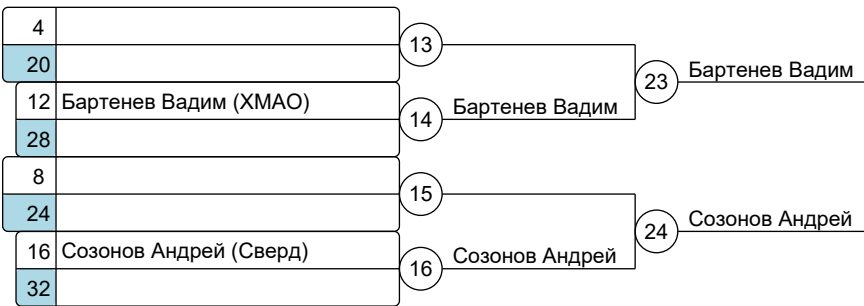 4
13
20
Бартенев Вадим
23
12 Бартенев Вадим (ХМАО)
Бартенев Вадим
14
28
8
15
24
Созонов Андрей
24
16 Созонов Андрей (Сверд)
Созонов Андрей
16
32